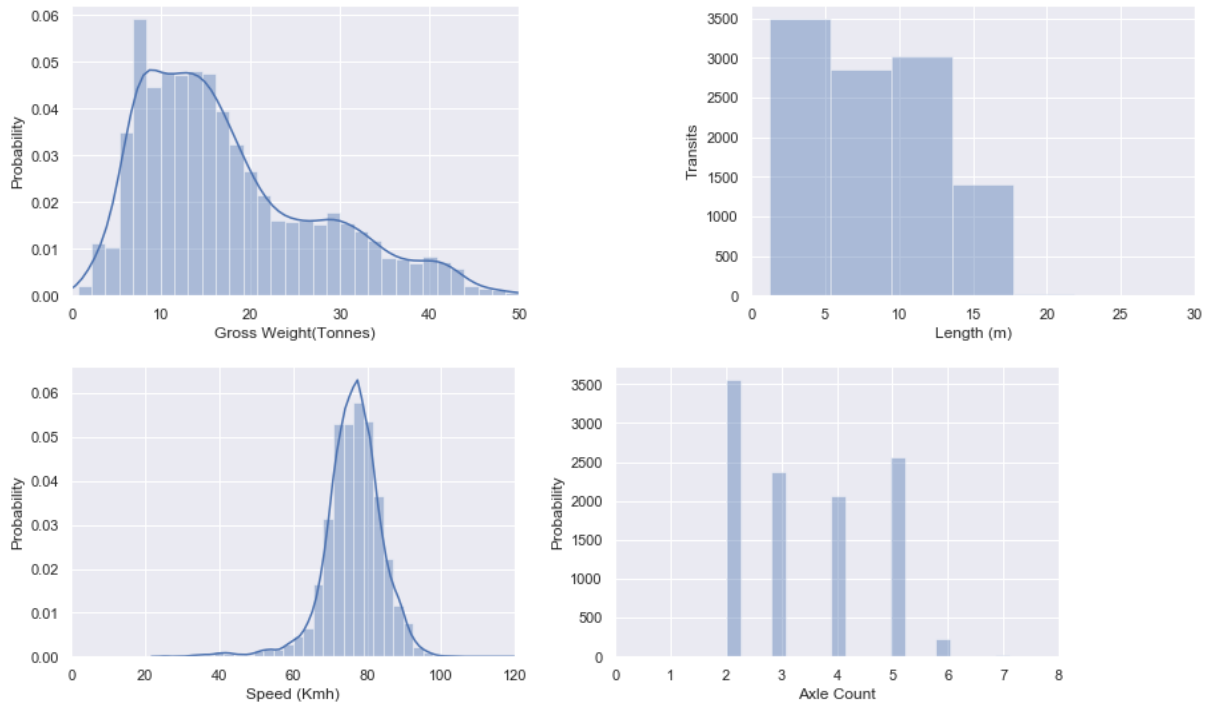 0.06
0.05
0.04
0.03
0.02
0.01
0.00
Probability
0 10 20 30 40 50
Gross Weight(Tonnes)
3500
3000
2500
2000
1500
1000
500
0
Transits
0 5 10 15 20 25 30
Length (m)
0.06
0.05
0.04
0.03
0.02
0.01
0.00
Probability
0 20 40 60 80 100 120
Speed (Kmh)
3500
3000
2500
2000
1500
1000
500
0
Probability
0 1 2 3 4 5 6 7 8
Axle Count